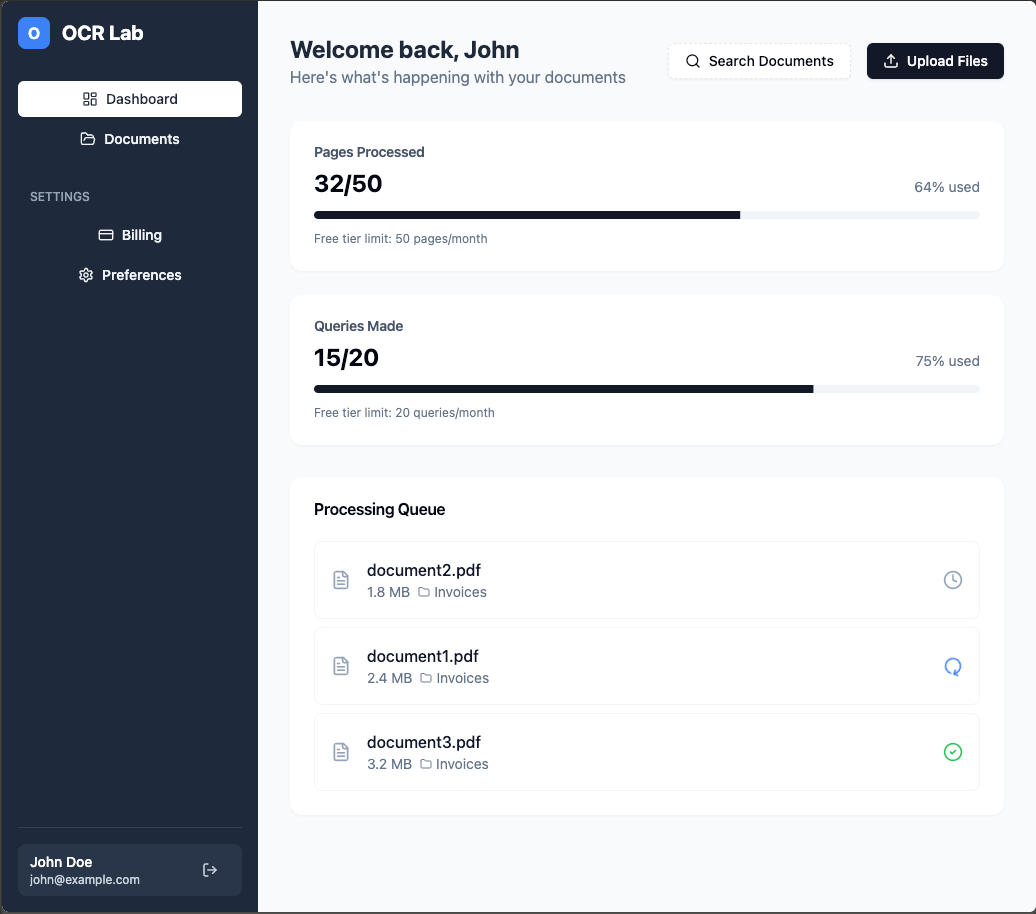 O OCR Lab
Dashboard
Documents
SETTINGS
Billing
Preferences
John Doe
john@example.com
Welcome back, John
Here's what's happening with your documents
Search Documents
Upload Files
Pages Processed
32/50
64% used
Free tier limit: 50 pages/month
Queries Made
15/20
75% used
Free tier limit: 20 queries/month
Processing Queue
document2.pdf
1.8 MB Invoices
document1.pdf
2.4 MB Invoices
document3.pdf
3.2 MB Invoices